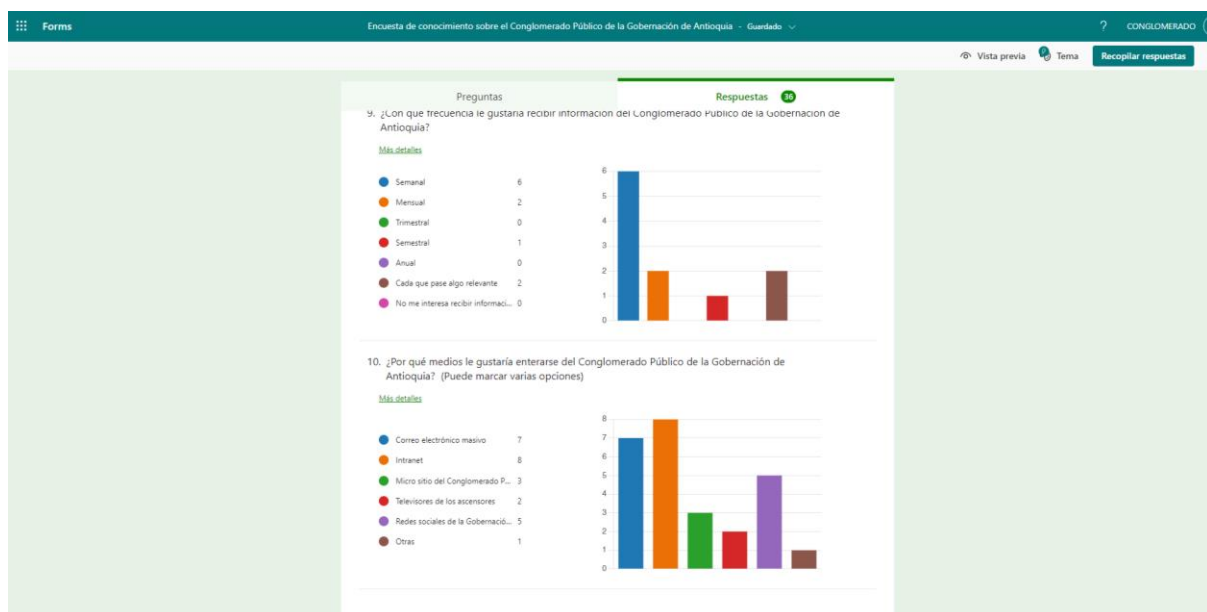 Forms
Encuesta de conocimiento sobre el Conglomerado Público de la Gobernación de Antioquia - Guardado
?
CONGLOMERADO
Vista previa
Tema
Recopilar respuestas
Preguntas
Respuestas 36
9. ¿Con qué frecuencia le gustaría recibir información del Conglomerado Público de la Gobernación de
Antioquia?
Más detalles
Semanal 6
Mensual 2
Trimestral 0
Semestral 1
Anual 0
Cada que pase algo relevante 2
No me interesa recibir informaci... 0
6
5
4
3
2
1
0
10. ¿Por qué medios le gustaría enterarse del Conglomerado Público de la Gobernación de
Antioquia? (Puede marcar varias opciones)
Más detalles
Correo electrónico masivo 7
Intranet 8
Micro sitio del Conglomerado P... 3
Televisores de los ascensores 2
Redes sociales de la Gobernació... 5
Otras 1
8
7
6
5
4
3
2
1
0